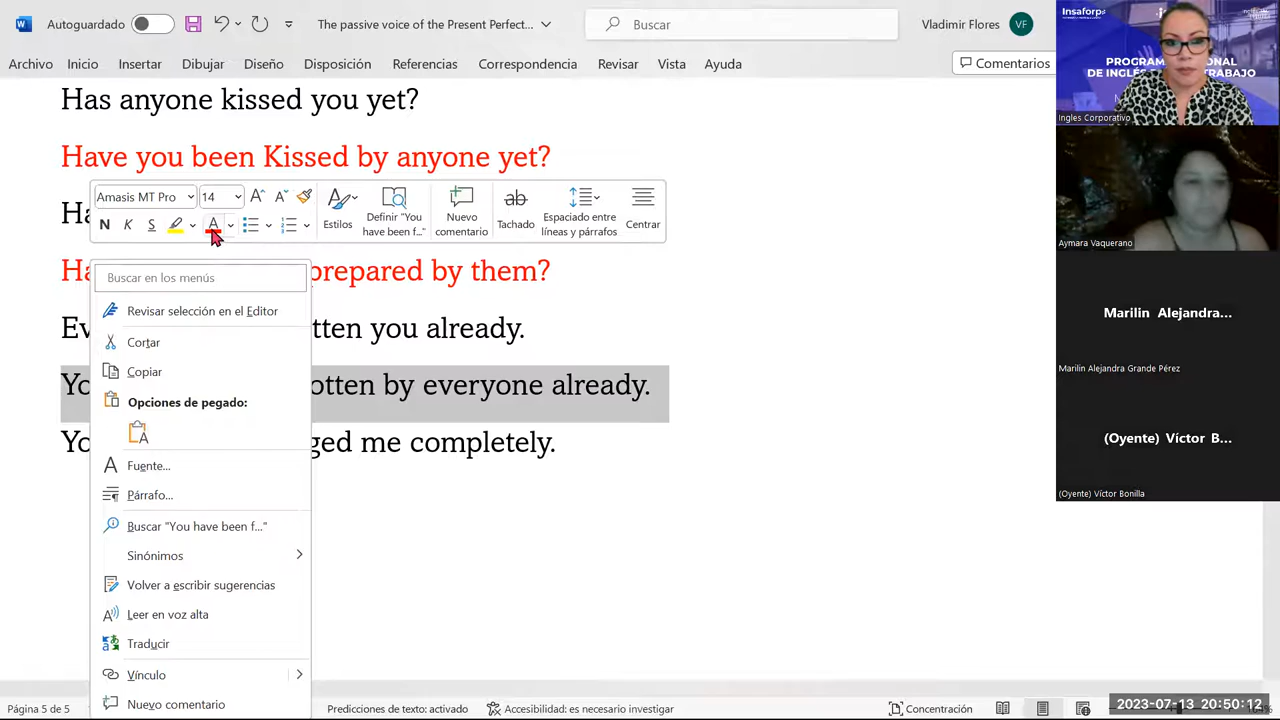 Autoguardado
The passive voice of the Present Perfect...
Buscar
Vladimir Flores
VF
Archivo
Inicio
Insertar
Dibujar
Diseño
Disposición
Referencias
Correspondencia
Revisar
Vista
Ayuda
Comentarios
Has anyone kissed you yet?
Have you been Kissed by anyone yet?
Amasis MT Pro
14
N K S
Estilos
Definir "You have been f..."
Nuevo comentario
Tachado
Espaciado entre líneas y párrafos
Centrar
Ha
Ha prepared by them?
Buscar en los menús
Revisar selección en el Editor
Ev tten you already.
Cortar
Copiar
Yo otten by everyone already.
Opciones de pegado:
Yo ged me completely.
Fuente...
Párrafo...
Buscar "You have been f..."
Sinónimos
Volver a escribir sugerencias
Leer en voz alta
Traducir
Vínculo
Nuevo comentario
Página 5 de 5
Predicciones de texto: activado
Accesibilidad: es necesario investigar
Concentración
Insaforp
Ingles Corporativo
Aymara Vaquerano
Marilin Alejandra...
Marilin Alejandra Grande Pérez
(Oyente) Víctor B...
(Oyente) Víctor Bonilla
2023-07-13 20:50:12